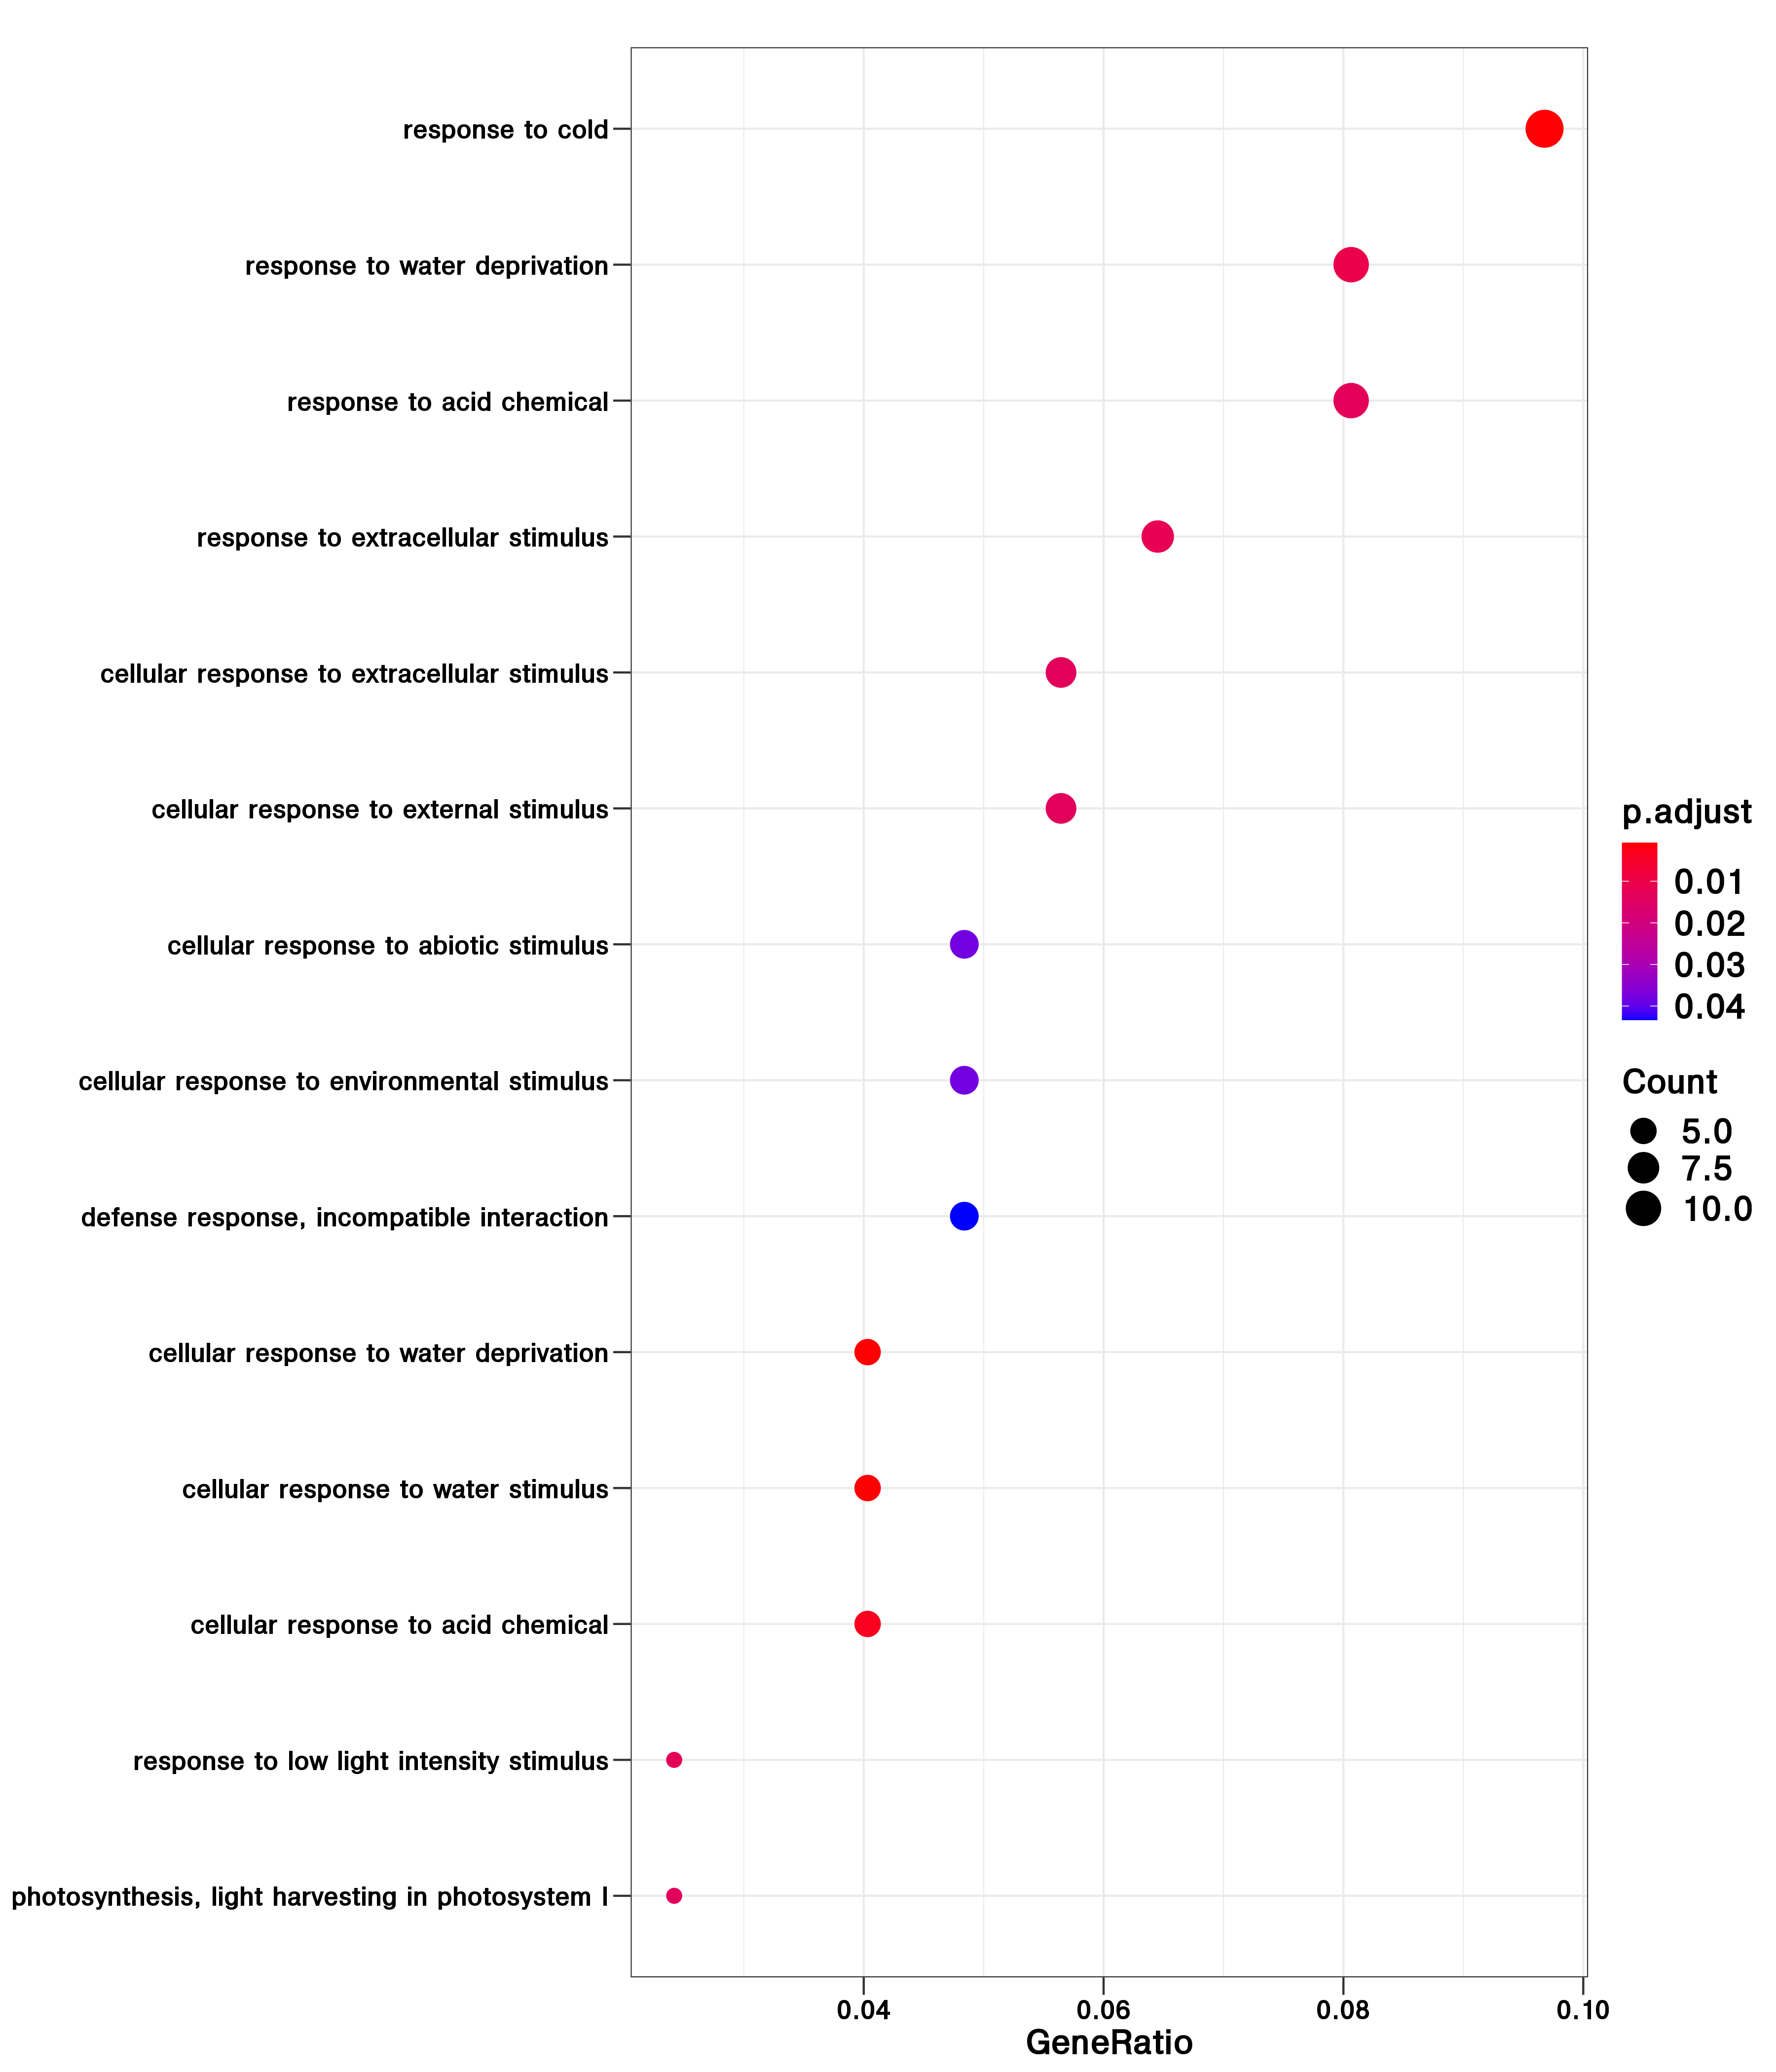 response to cold
response to water deprivation
response to acid chemical
response to extracellular stimulus
cellular response to extracellular stimulus
cellular response to external stimulus
cellular response to abiotic stimulus
cellular response to environmental stimulus
defense response, incompatible interaction
cellular response to water deprivation
cellular response to water stimulus
cellular response to acid chemical
response to low light intensity stimulus
photosynthesis, light harvesting in photosystem I
0.04 0.06 0.08 0.10
GeneRatio
p.adjust
0.01
0.02
0.03
0.04
Count
5.0
7.5
10.0